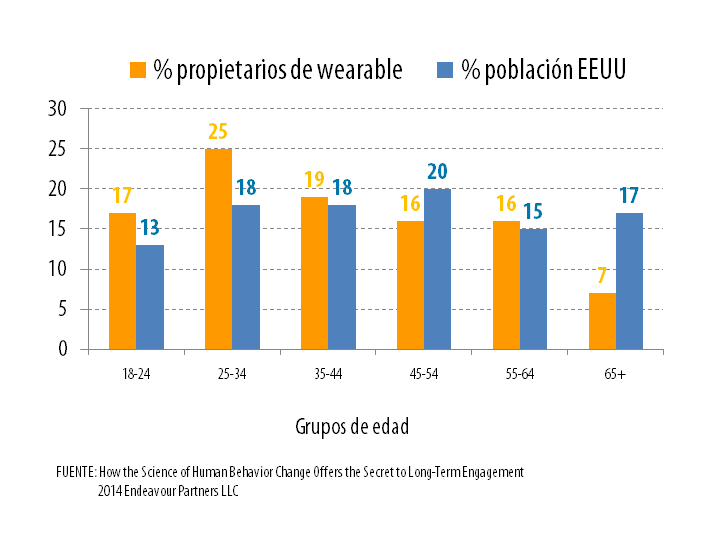 % propietarios de wearable % población EEUU
30
25
20
15
10
5
0
17 13 25 18 19 18 16 20 16 15 7 17
18-24 25-34 35-44 45-54 55-64 65+
Grupos de edad
FUENTE: How the Science of Human Behavior Change Offers the Secret to Long-Term Engagement
2014 Endeavour Partners LLC